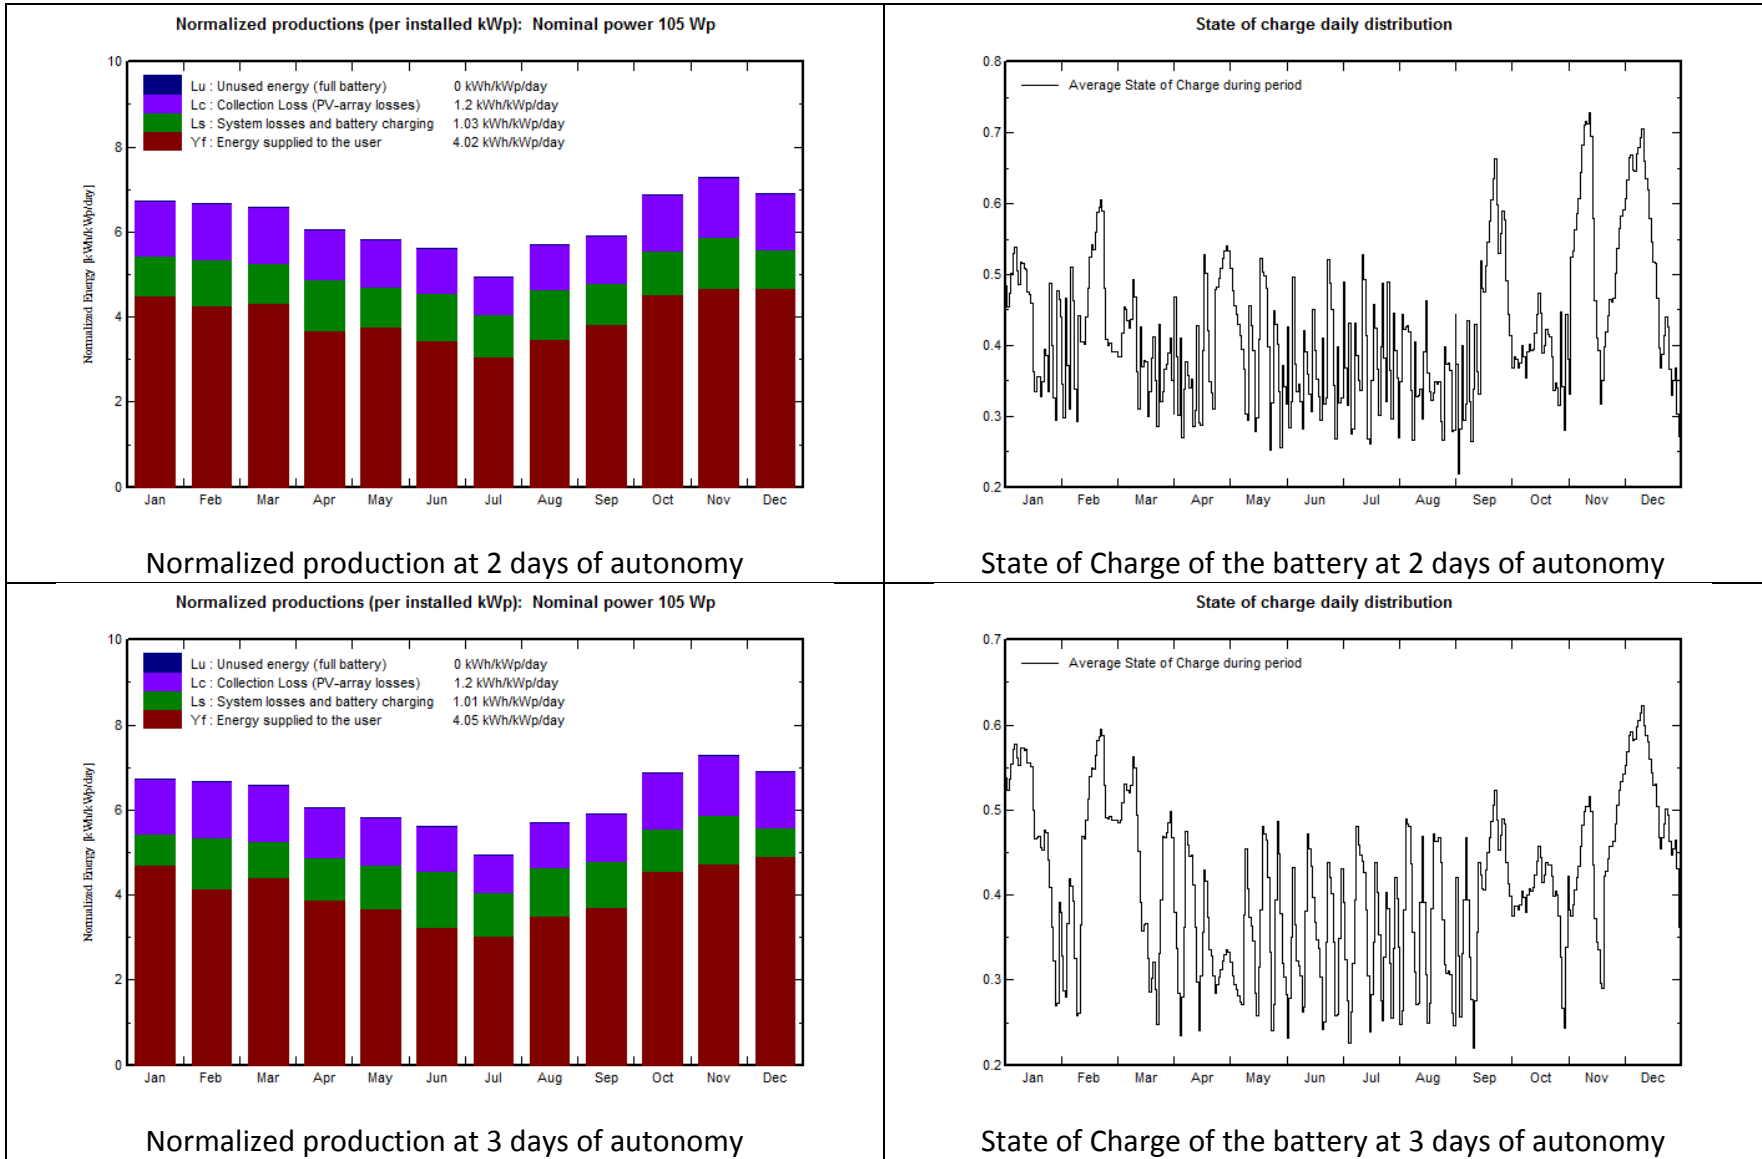 Normalized productions (per installed kWp): Nominal power 105 Wp
10
8
6
4
2
0
Normalized Energy [kWh/kWp/day]
Lu : Unused energy (full battery) 0 kWh/kWp/day
Lc : Collection Loss (PV-array losses) 1.2 kWh/kWp/day
Ls : System losses and battery charging 1.03 kWh/kWp/day
Yf : Energy supplied to the user 4.02 kWh/kWp/day
Jan Feb Mar Apr May Jun Jul Aug Sep Oct Nov Dec
Normalized production at 2 days of autonomy
State of charge daily distribution
0.8
0.7
0.6
0.5
0.4
0.3
0.2
Average State of Charge during period
Jan Feb Mar Apr May Jun Jul Aug Sep Oct Nov Dec
State of Charge of the battery at 2 days of autonomy
Normalized productions (per installed kWp): Nominal power 105 Wp
10
8
6
4
2
0
Normalized Energy [kWh/kWp/day]
Lu : Unused energy (full battery) 0 kWh/kWp/day
Lc : Collection Loss (PV-array losses) 1.2 kWh/kWp/day
Ls : System losses and battery charging 1.01 kWh/kWp/day
Yf : Energy supplied to the user 4.05 kWh/kWp/day
Jan Feb Mar Apr May Jun Jul Aug Sep Oct Nov Dec
Normalized production at 3 days of autonomy
State of charge daily distribution
0.7
0.6
0.5
0.4
0.3
0.2
Average State of Charge during period
Jan Feb Mar Apr May Jun Jul Aug Sep Oct Nov Dec
State of Charge of the battery at 3 days of autonomy